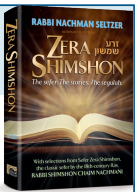 RABBI NACHMAN SELTZER
ZERA
זרע
שמשון
SHIMSHON
The sefer. The stories. The segulah.
With selections from Sefer Zera Shimshon,
the classic sefer by the 18th-century Rav,
RABBI SHIMSHON CHAIM NACHMANI